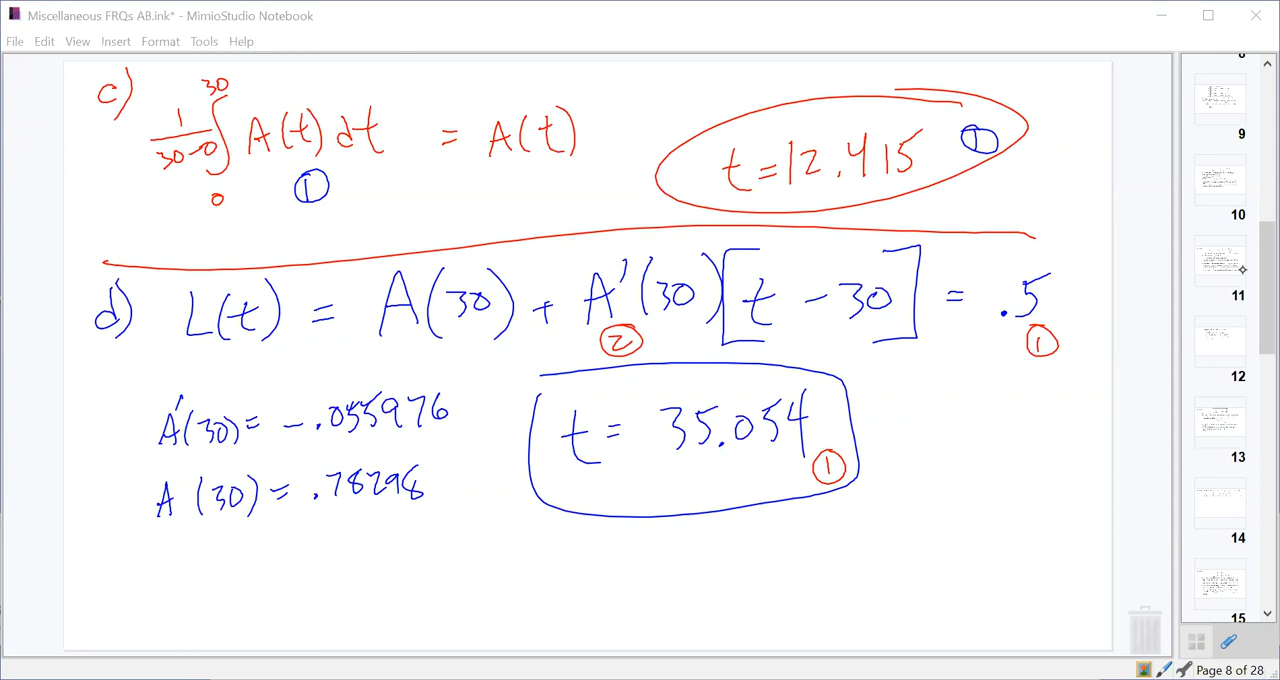 Miscellaneous FRQs AB.ink* - MimioStudio Notebook
File Edit View Insert Format Tools Help
c) 1/(30-0) ∫₀³⁰ A(t) dt = A(t) t = 12.415 ①
①
d) L(t) = A(30) + A'(30)[t - 30] = .5
② ①
A'(30) = -.055976
t = 35.054 ①
A(30) = .78298
9
10
11
12
13
14
15
Page 8 of 28